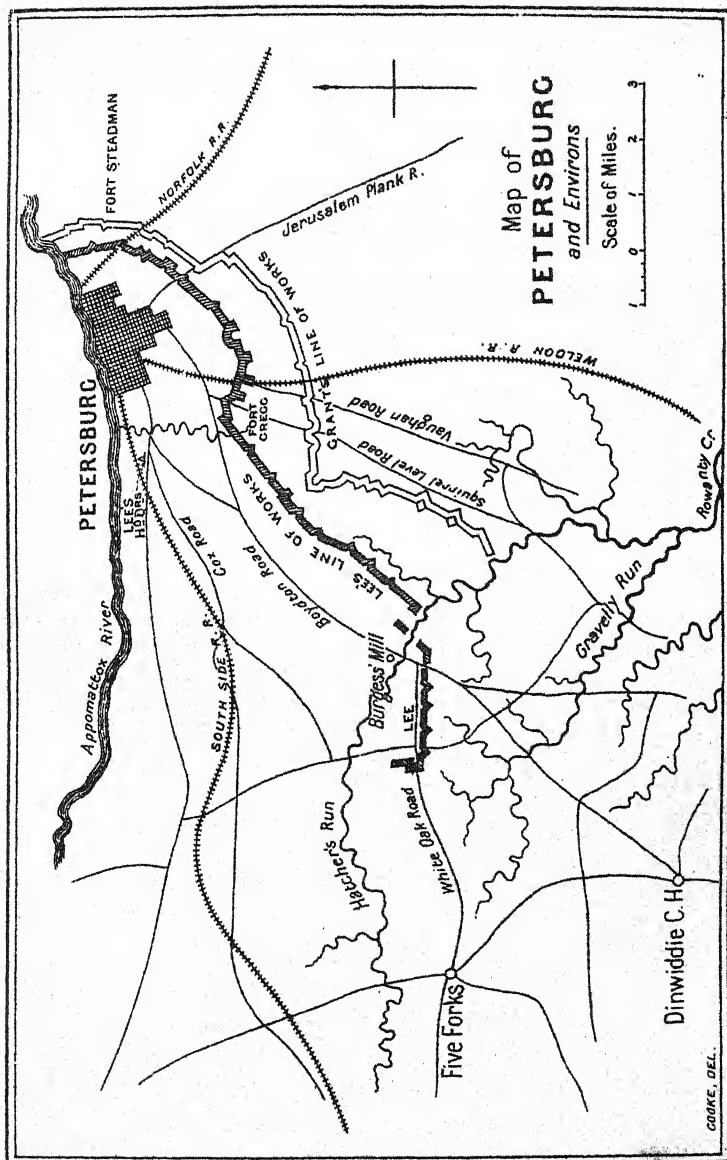 Map of
PETERSBURG
and Environs
Scale of Miles.
1 0 1 2 3
FORT STEADMAN
NORFOLK R.R.
Jerusalem Plank R.
GRANT'S LINE OF WORKS
WELDON R.R.
Vaughan Road
Squirrel Level Road
FORT GREGG
LEE'S LINE OF WORKS
PETERSBURG
LEE'S
HDQRS
Appomattox River
Cox Road
Boydton Road
SOUTH SIDE R.R.
Burgess Mill
LEE
Hatcher's Run
White Oak Road
Gravelly Run
Rowanty Cr.
Five Forks
Dinwiddie C.H.
COOKE, DEL.